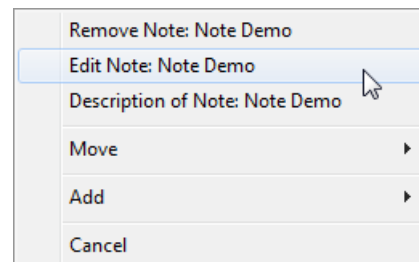 Remove Note: Note Demo
Edit Note: Note Demo
Description of Note: Note Demo
Move
Add
Cancel